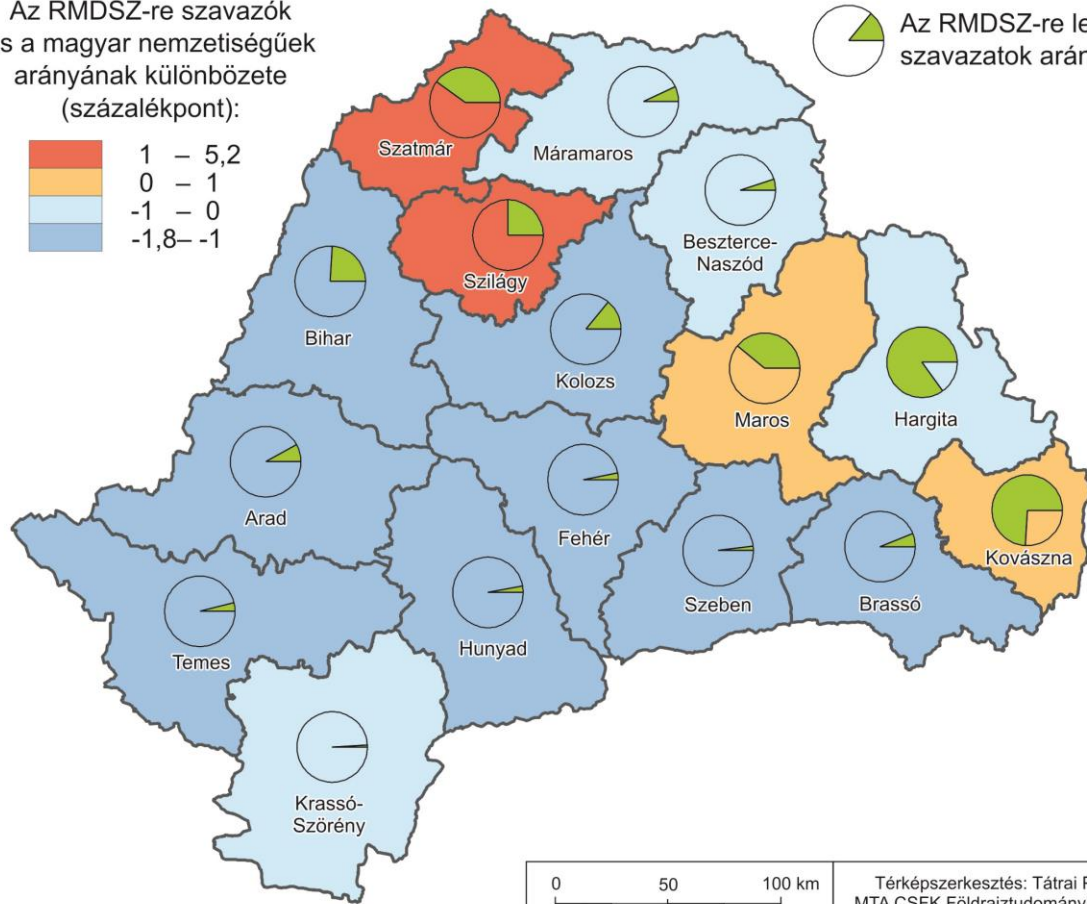 Az RMDSZ-re szavazók
s a magyar nemzetiségűek
arányának különbözete
(százalékpont):
1 – 5,2
0 – 1
-1 – 0
-1,8– -1
Az RMDSZ-re le
szavazatok arán
Szatmár
Máramaros
Beszterce-
Naszód
Szilágy
Bihar
Kolozs
Maros
Hargita
Arad
Fehér
Kovászna
Szeben
Brassó
Temes
Hunyad
Krassó-
Szörény
0 50 100 km
Térképszerkesztés: Tátrai P
MTA CSFK Földrajztudomány